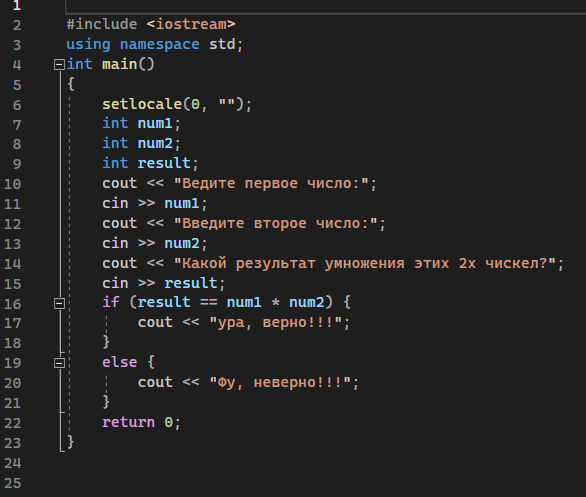 1
2 #include <iostream>
3 using namespace std;
4 int main()
5 {
6 setlocale(0, "");
7 int num1;
8 int num2;
9 int result;
10 cout << "Ведите первое число:";
11 cin >> num1;
12 cout << "Введите второе число:";
13 cin >> num2;
14 cout << "Какой результат умножения этих 2х чискел?";
15 cin >> result;
16 if (result == num1 * num2) {
17 cout << "ура, верно!!!";
18 }
19 else {
20 cout << "Фу, неверно!!!";
21 }
22 return 0;
23 }
24
25